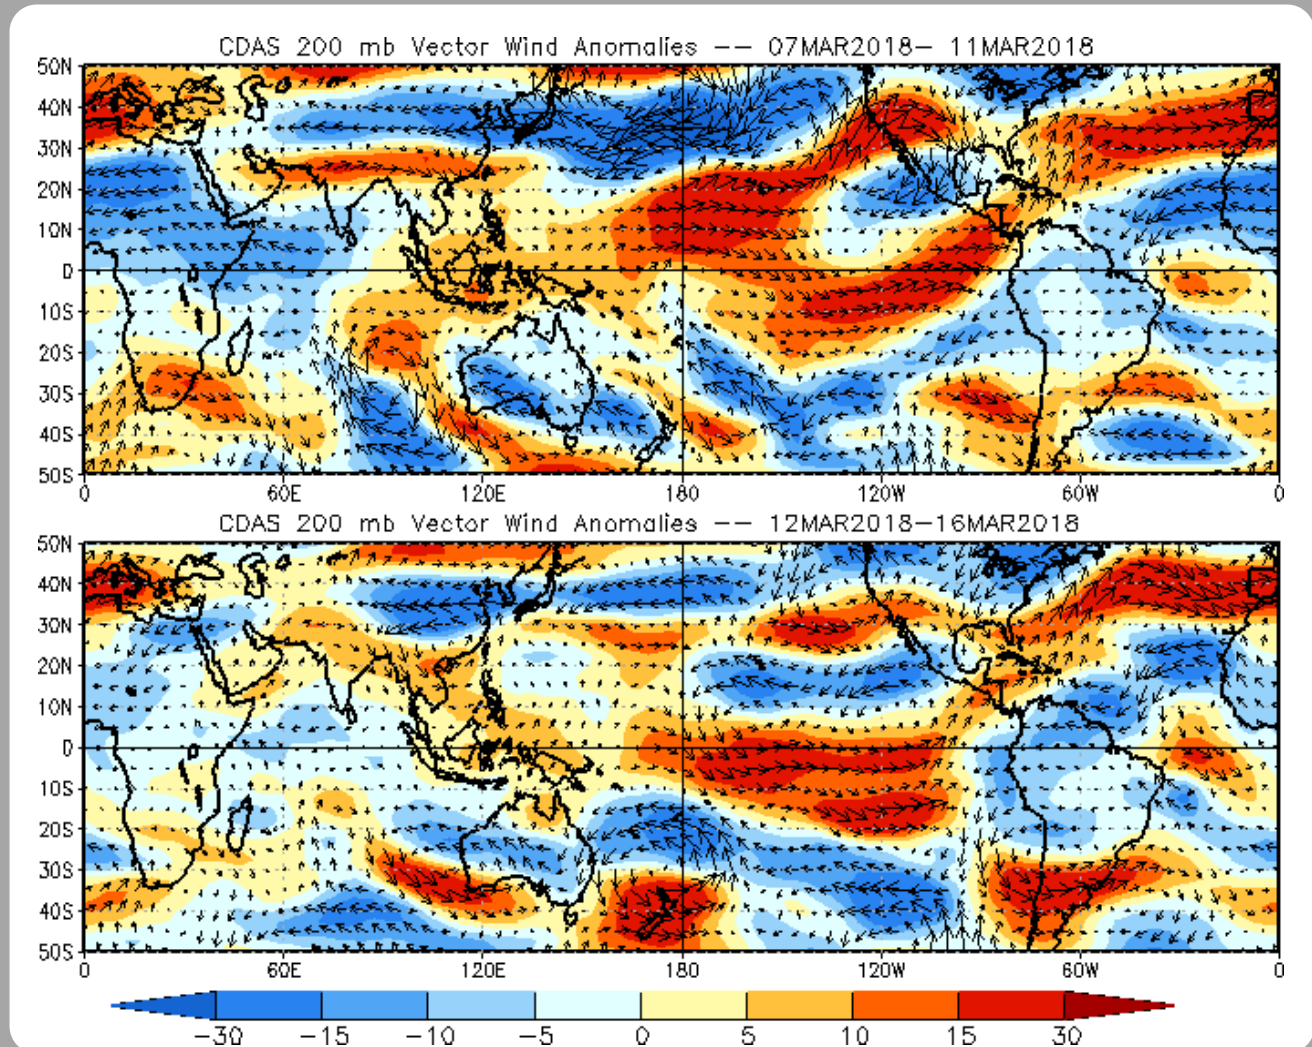 CDAS 200 mb Vector Wind Anomalies -- 07MAR2018- 11MAR2018
50N
40N
30N
20N
10N
0
10S
20S
30S
40S
50S
0 60E 120E 180 120W 60W 0
CDAS 200 mb Vector Wind Anomalies -- 12MAR2018-16MAR2018
50N
40N
30N
20N
10N
0
10S
20S
30S
40S
50S
0 60E 120E 180 120W 60W 0
-30 -15 -10 -5 0 5 10 15 30